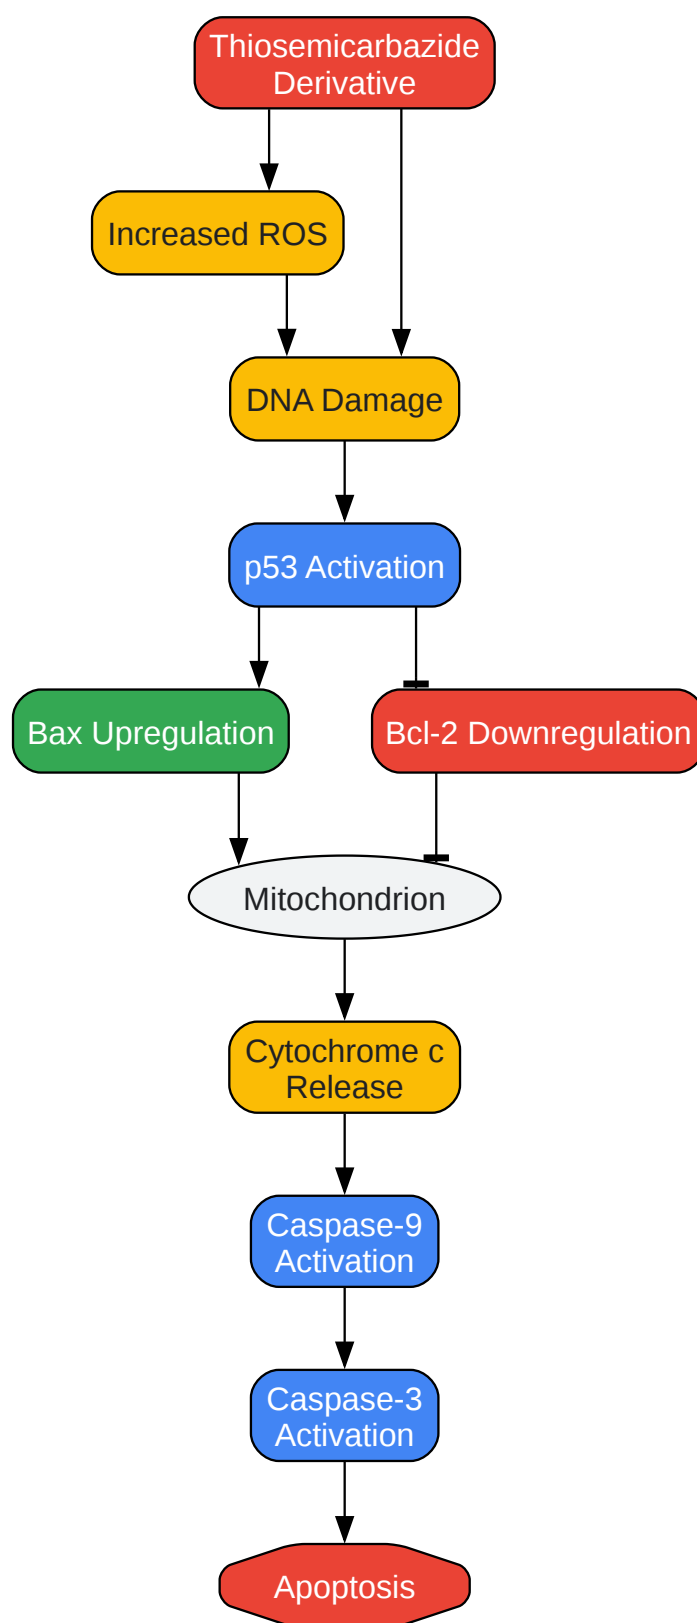 Thiosemicarbazide
Derivative
Increased ROS
DNA Damage
p53 Activation
Bax Upregulation
Bcl-2 Downregulation
Mitochondrion
Cytochrome c
Release
Caspase-9
Activation
Caspase-3
Activation
Apoptosis